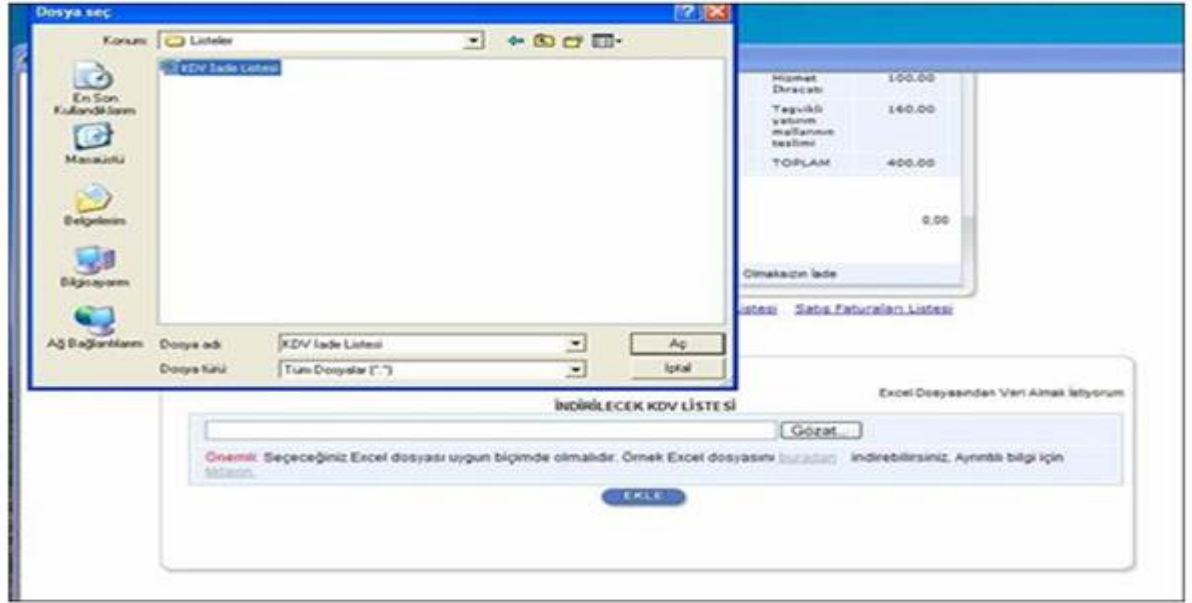 Dosya seç
Konum: Listeler
KDV İade Listesi
En Son
Kullandıklarım
Masaüstü
Belgelerim
Bilgisayarım
Ağ Bağlantılarım
Dosya adı: KDV İade Listesi Aç
Dosya türü: Tüm Dosyalar (*.*) İptal
Hizmet 100.00
İhracatı
Teşvikli 160.00
yatırım
mallarının
teslimi
TOPLAM 400.00
0,00
Olmaksızın İade
Listesi Satış Faturaları Listesi
Excel Dosyasından Veri Almak İstiyorum
İNDİRİLECEK KDV LİSTESİ
Gözat...
Önemli: Seçeceğiniz Excel dosyası uygun biçimde olmalıdır. Örnek Excel dosyasını buradan indirebilirsiniz. Ayrıntılı bilgi için
tıklayın.
EKLE